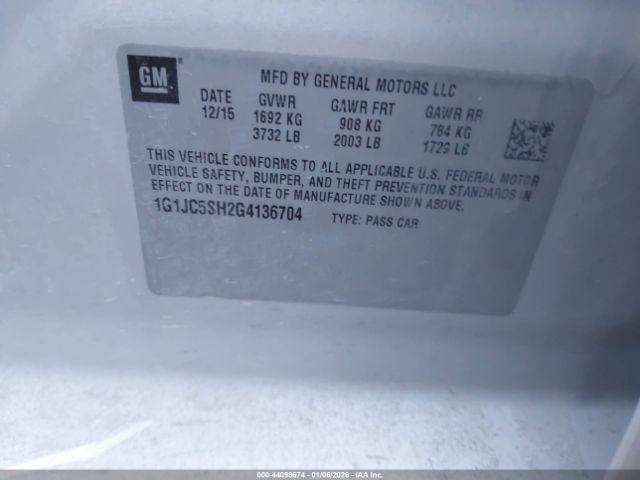 GM
MFD BY GENERAL MOTORS LLC
DATE GVWR GAWR FRT GAWR RR
12/15 1692 KG 908 KG 784 KG
3732 LB 2003 LB 1729 LB
THIS VEHICLE CONFORMS TO ALL APPLICABLE U.S. FEDERAL MOTOR
VEHICLE SAFETY, BUMPER, AND THEFT PREVENTION STANDARDS IN
EFFECT ON THE DATE OF MANUFACTURE SHOWN ABOVE.
1G1JC5SH2G4136704 TYPE: PASS CAR
000-44098674 | 01/06/2026 | IAA Inc.